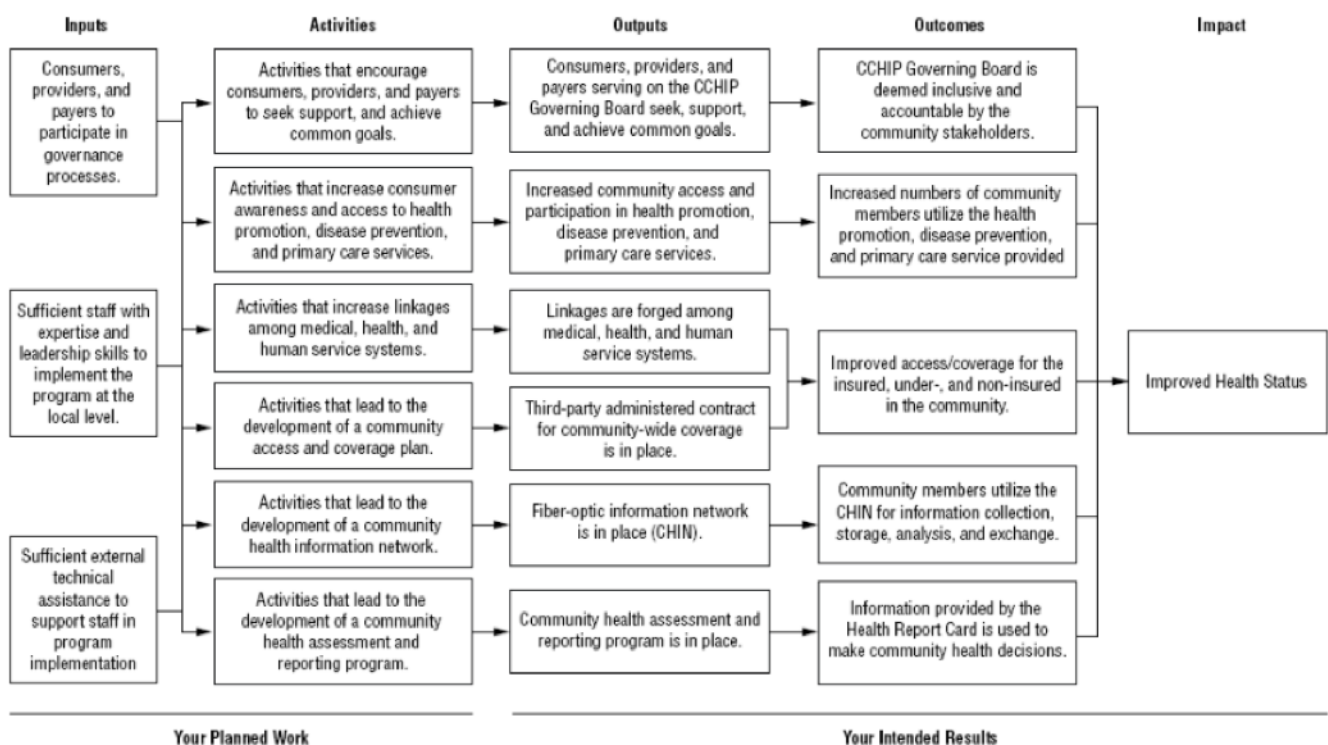 Inputs
Activities
Outputs
Outcomes
Impact
Consumers,
providers, and
payers to
participate in
governance
processes.
Activities that encourage
consumers, providers, and payers
to seek support, and achieve
common goals.
Consumers, providers, and
payers serving on the CCHIP
Governing Board seek, support,
and achieve common goals.
CCHIP Governing Board is
deemed inclusive and
accountable by the
community stakeholders.
Activities that increase consumer
awareness and access to health
promotion, disease prevention,
and primary care services.
Increased community access and
participation in health promotion,
disease prevention, and
primary care services.
Increased numbers of community
members utilize the health
promotion, disease prevention,
and primary care service provided
Sufficient staff with
expertise and
leadership skills to
implement the
program at the
local level.
Activities that increase linkages
among medical, health, and
human service systems.
Linkages are forged among
medical, health, and human
service systems.
Improved access/coverage for the
insured, under-, and non-insured
in the community.
Improved Health Status
Activities that lead to the
development of a community
access and coverage plan.
Third-party administered contract
for community-wide coverage
is in place.
Activities that lead to the
development of a community
health information network.
Fiber-optic information network
is in place (CHIN).
Community members utilize the
CHIN for information collection,
storage, analysis, and exchange.
Sufficient external
technical
assistance to
support staff in
program
implementation
Activities that lead to the
development of a community
health assessment and
reporting program.
Community health assessment and
reporting program is in place.
Information provided by the
Health Report Card is used to
make community health decisions.
Your Planned Work
Your Intended Results